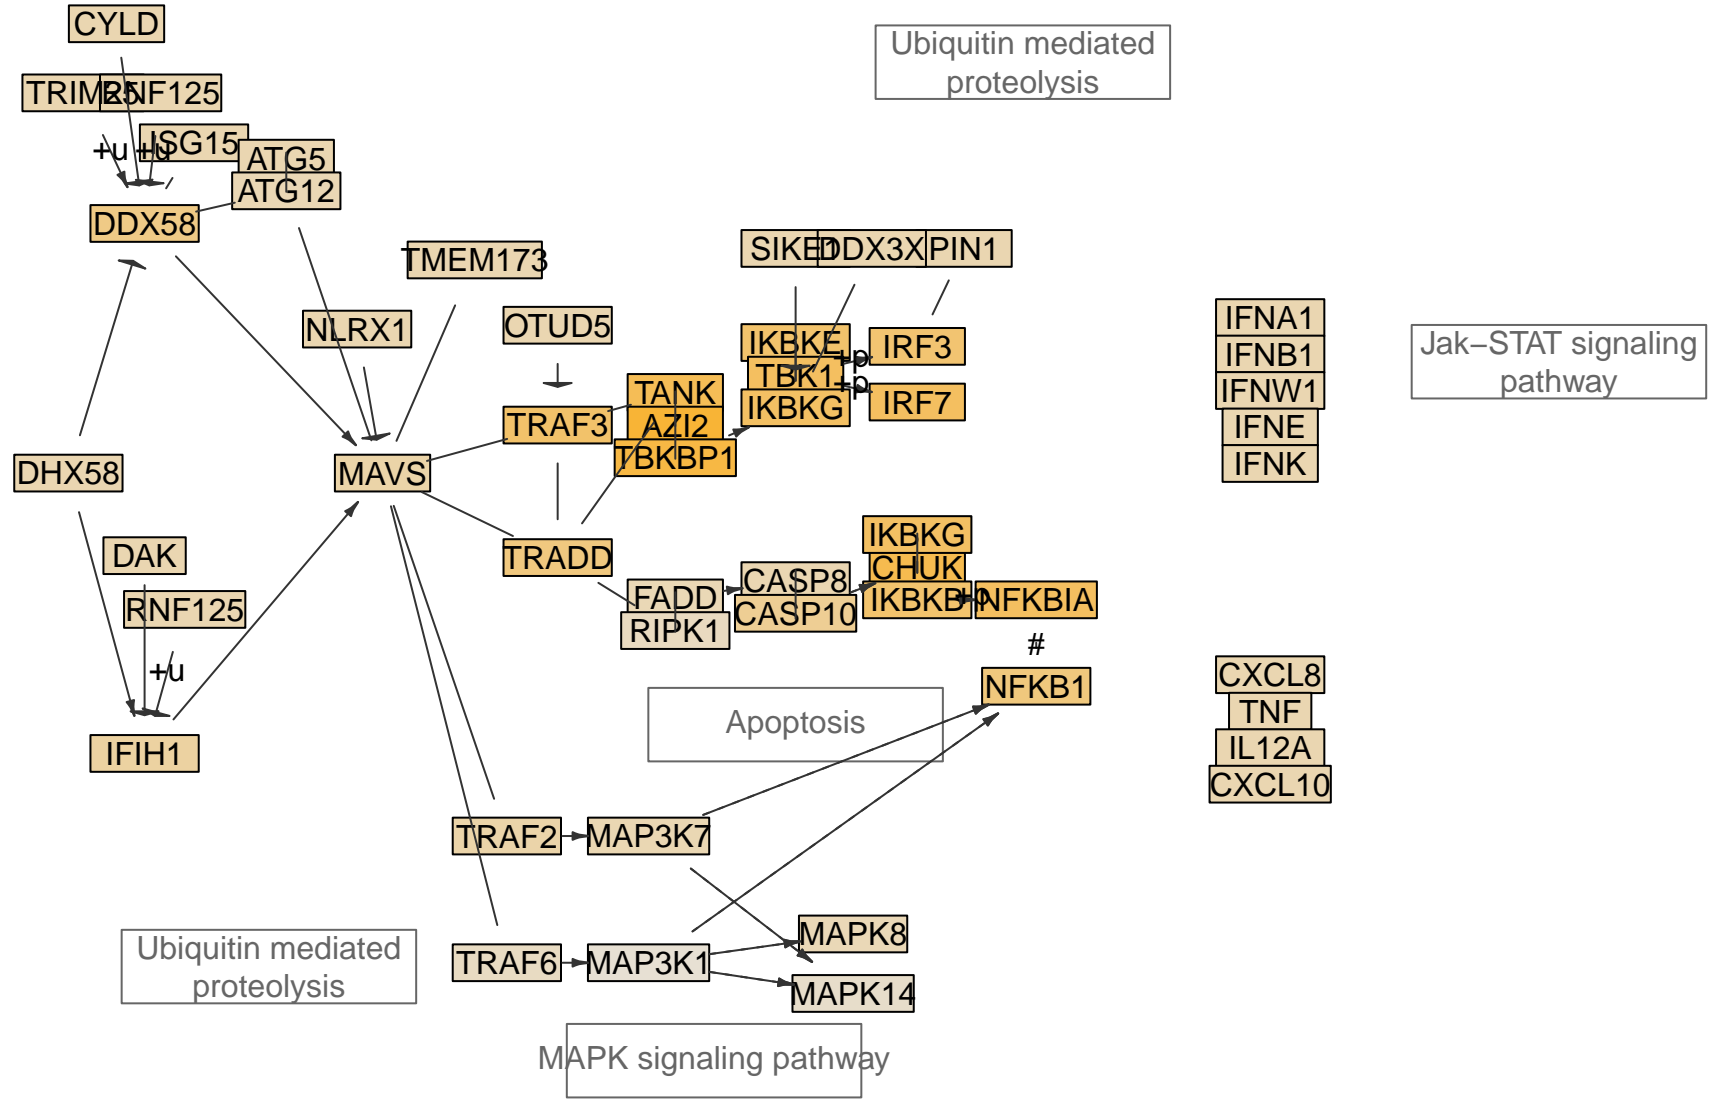 CYLD
Ubiquitin mediated
proteolysis
TRIM25
RNF125
ISG15
+u
+u
ATG5
ATG12
DDX58
TMEM173
SIKE1
DDX3X
PIN1
NLRX1
OTUD5
IKBKE
TBK1
IKBKG
+p
+p
IRF3
IRF7
IFNA1
IFNB1
IFNW1
IFNE
IFNK
Jak−STAT signaling
pathway
TANK
AZI2
TBKBP1
TRAF3
DHX58
MAVS
DAK
RNF125
+u
IFIH1
TRADD
FADD
RIPK1
CASP8
CASP10
IKBKG
CHUK
IKBKB
+p
NFKBIA
#
NFKB1
Apoptosis
CXCL8
TNF
IL12A
CXCL10
TRAF2
MAP3K7
TRAF6
MAP3K1
MAPK8
MAPK14
Ubiquitin mediated
proteolysis
MAPK signaling pathway